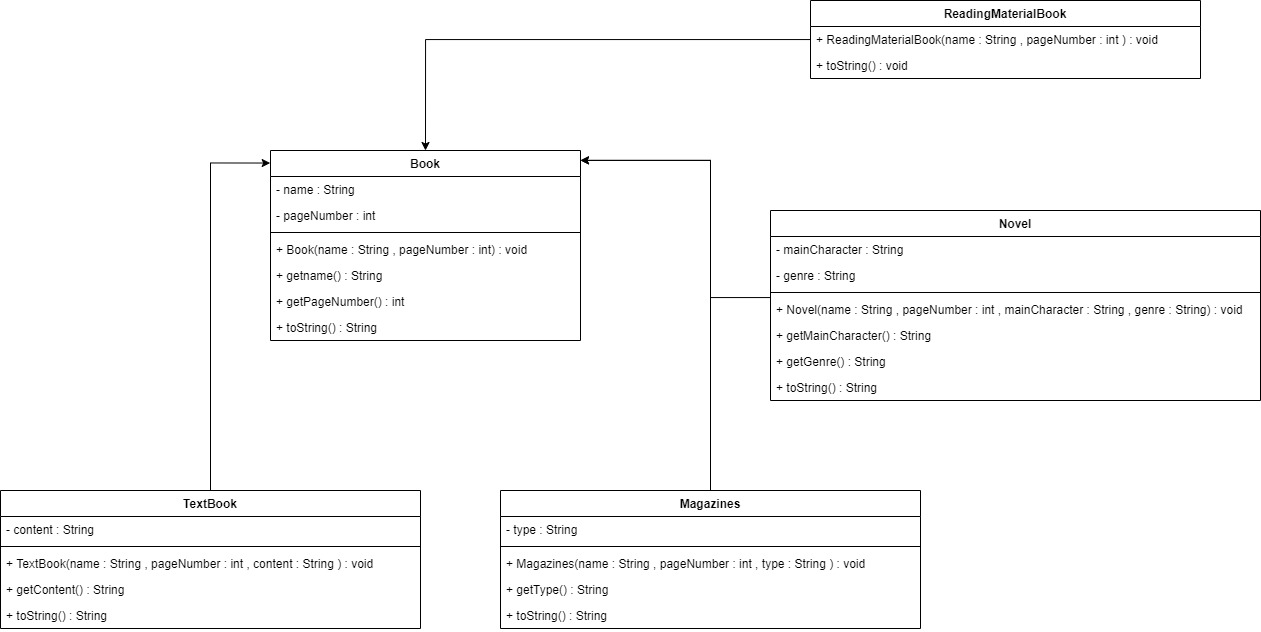 ReadingMaterialBook
+ ReadingMaterialBook(name : String , pageNumber : int ) : void
+ toString() : void
Book
- name : String
- pageNumber : int
+ Book(name : String , pageNumber : int) : void
+ getname() : String
+ getPageNumber() : int
+ toString() : String
Novel
- mainCharacter : String
- genre : String
+ Novel(name : String , pageNumber : int , mainCharacter : String , genre : String) : void
+ getMainCharacter() : String
+ getGenre() : String
+ toString() : String
TextBook
- content : String
+ TextBook(name : String , pageNumber : int , content : String ) : void
+ getContent() : String
+ toString() : String
Magazines
- type : String
+ Magazines(name : String , pageNumber : int , type : String ) : void
+ getType() : String
+ toString() : String